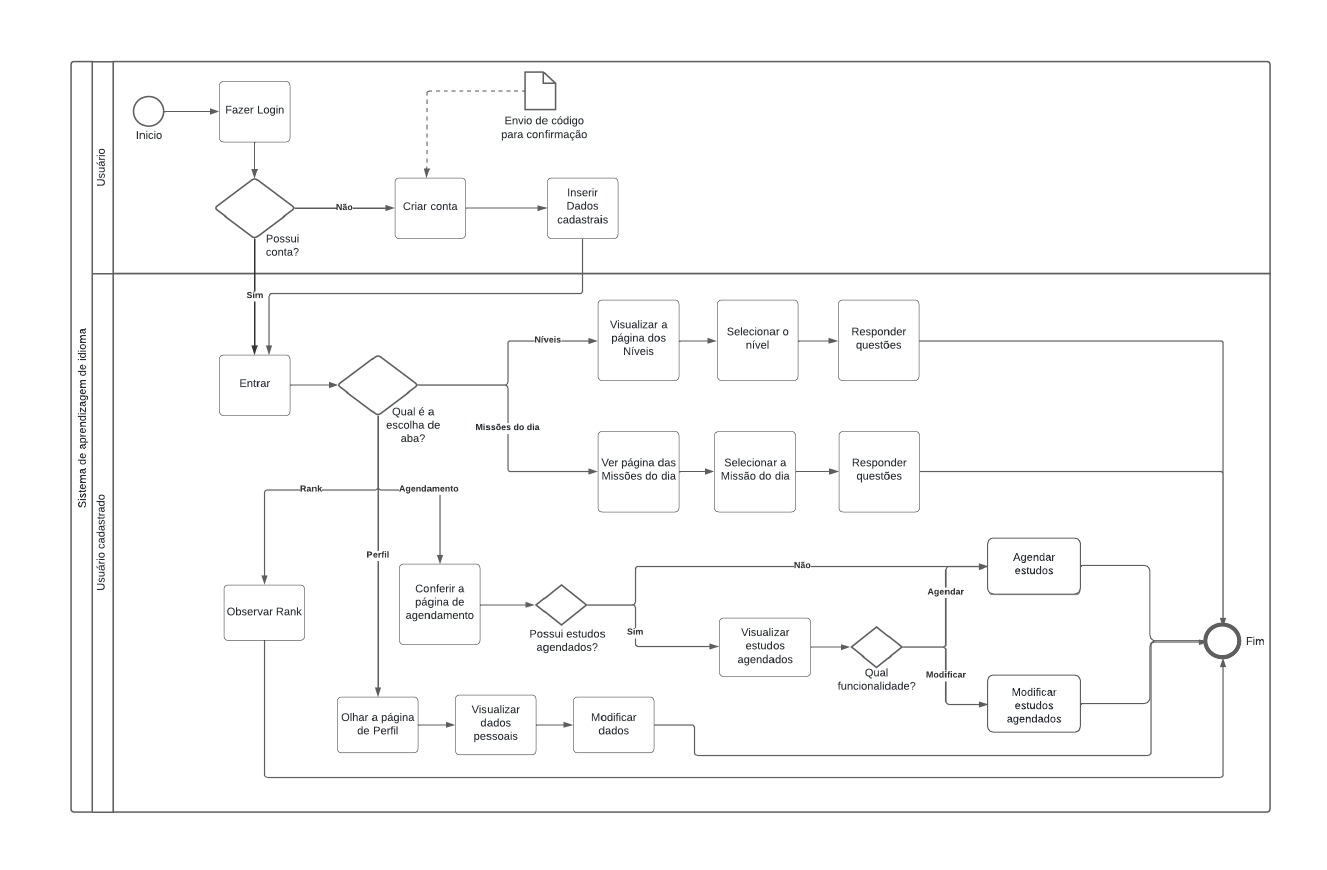 Sistema de aprendizagem de idioma
Usuário
Inicio
Fazer Login
Envio de código
para confirmação
Possui
conta?
Não
Criar conta
Inserir
Dados
cadastrais
Sim
Usuário cadastrado
Entrar
Qual é a
escolha de
aba?
Níveis
Visualizar a
página dos
Níveis
Selecionar o
nível
Responder
questões
Missões do dia
Ver página das
Missões do dia
Selecionar a
Missão do dia
Responder
questões
Rank
Agendamento
Perfil
Observar Rank
Conferir a
página de
agendamento
Possui estudos
agendados?
Não
Sim
Visualizar
estudos
agendados
Qual
funcionalidade?
Agendar
Modificar
Agendar
estudos
Modificar
estudos
agendados
Fim
Olhar a página
de Perfil
Visualizar
dados
pessoais
Modificar
dados